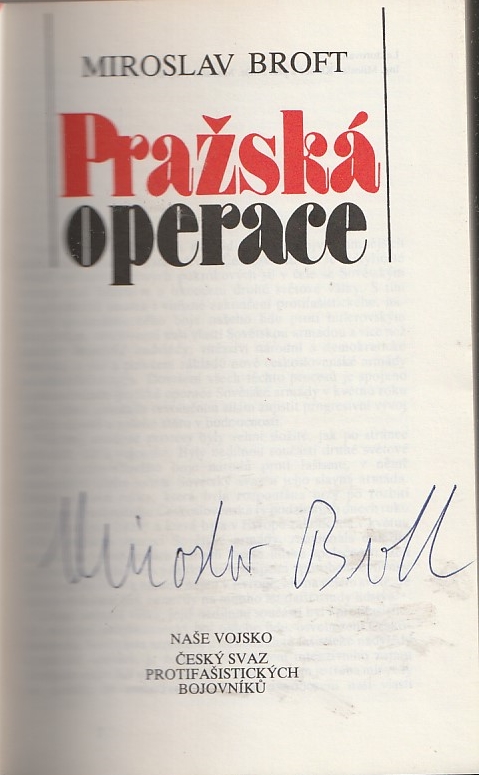 MIROSLAV BROFT
Pražská
operace
Miroslav Broft
NAŠE VOJSKO
ČESKÝ SVAZ
PROTIFAŠISTICKÝCH
BOJOVNÍKŮ